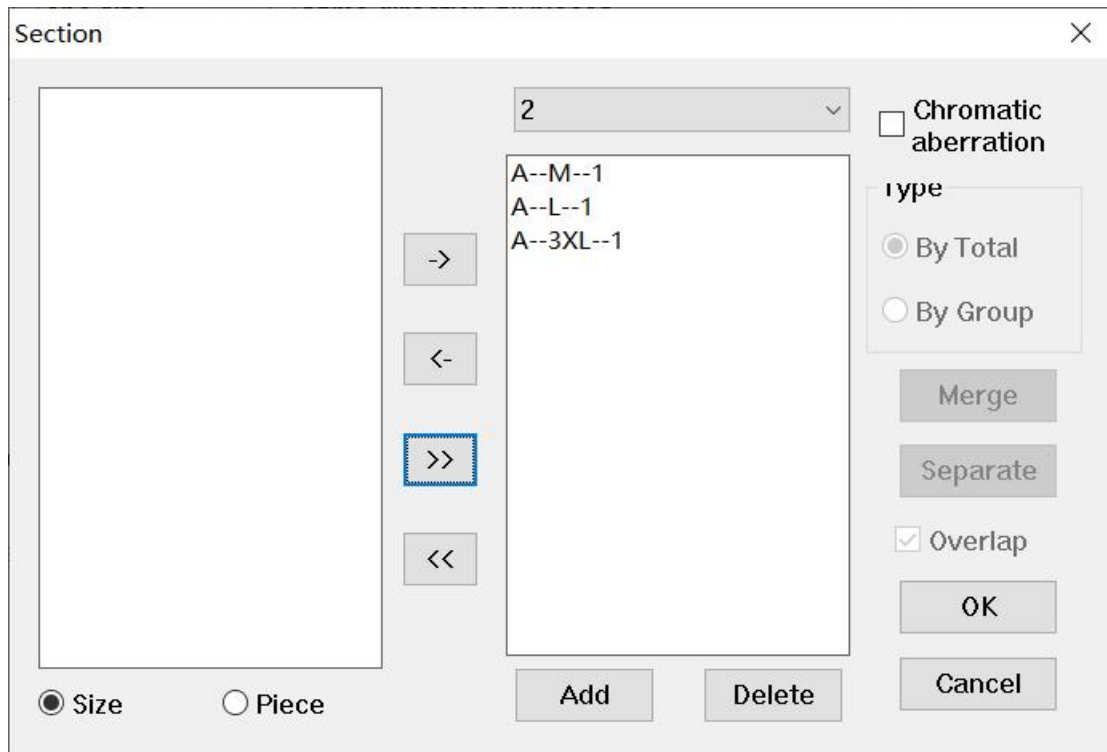 Section
2
Chromatic
aberration
A--M--1
A--L--1
A--3XL--1
Type
By Total
By Group
->
<-
>>
<<
Merge
Separate
Overlap
OK
Cancel
Size
Piece
Add
Delete